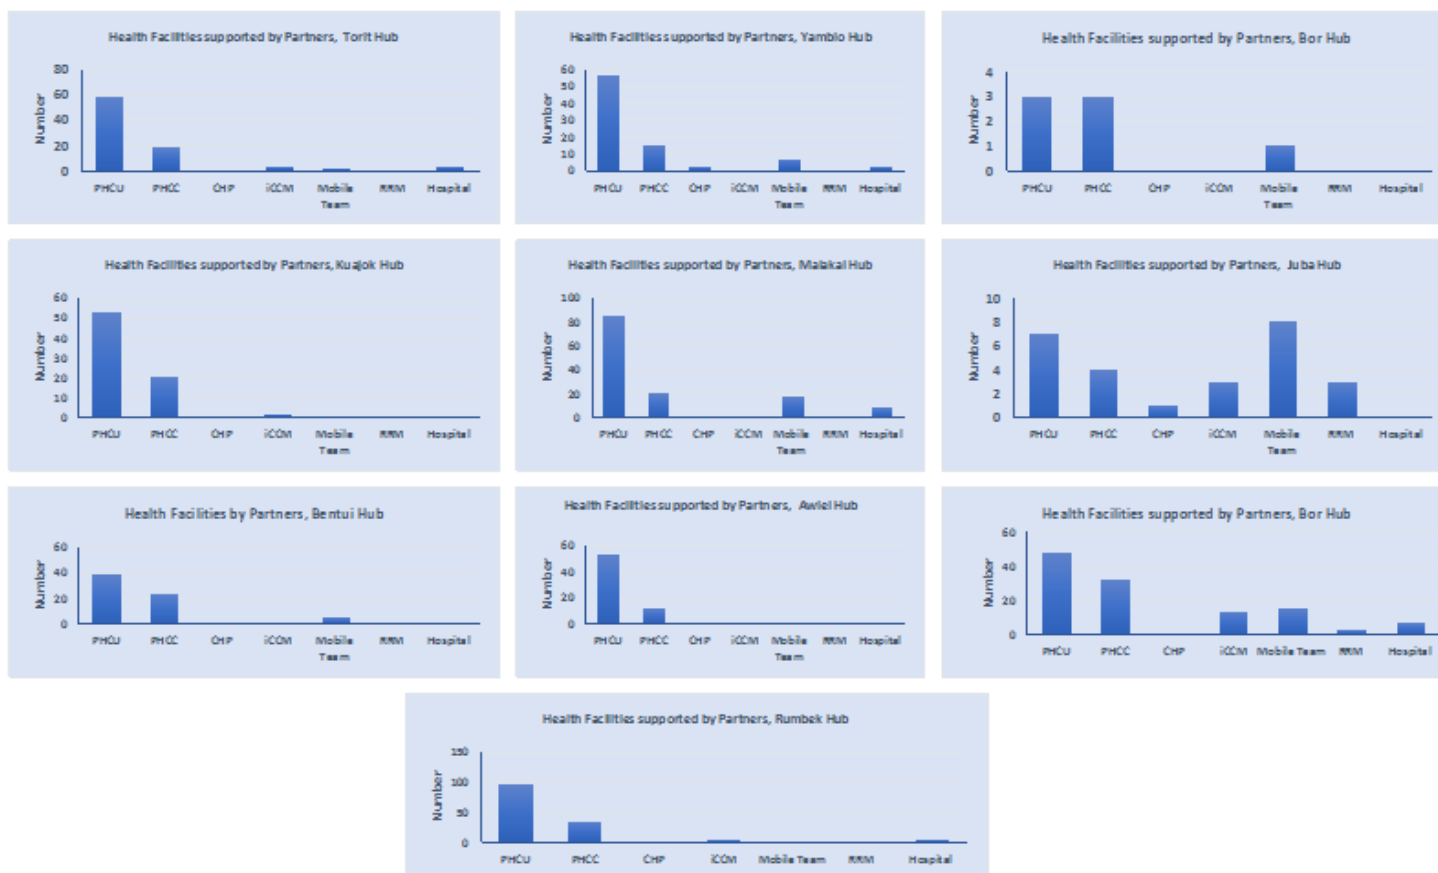 Health Facilities supported by Partners, Torit Hub
80
60
40
20
0
Number
PHCU PHCC CHP iCCM Mobile Team RRM Hospital
Health Facilities supported by Partners, Yambio Hub
60
50
40
30
20
10
0
Number
PHCU PHCC CHP iCCM Mobile Team RRM Hospital
Health Facilities supported by Partners, Bor Hub
4
3
2
1
0
Number
PHCU PHCC CHP iCCM Mobile Team RRM Hospital
Health Facilities supported by Partners, Kuajok Hub
60
50
40
30
20
10
0
Number
PHCU PHCC CHP iCCM Mobile Team RRM Hospital
Health Facilities supported by Partners, Malakal Hub
100
80
60
40
20
0
Number
PHCU PHCC CHP iCCM Mobile Team RRM Hospital
Health Facilities supported by Partners, Juba Hub
10
8
6
4
2
0
Number
PHCU PHCC CHP iCCM Mobile Team RRM Hospital
Health Facilities by Partners, Bentui Hub
60
40
20
0
Number
PHCU PHCC CHP iCCM Mobile Team RRM Hospital
Health Facilities supported by Partners, Awiel Hub
60
40
20
0
Number
PHCU PHCC CHP iCCM Mobile Team RRM Hospital
Health Facilities supported by Partners, Bor Hub
60
40
20
0
Number
PHCU PHCC CHP iCCM Mobile Team RRM Hospital
Health Facilities supported by Partners, Rumbek Hub
150
100
50
0
Number
PHCU PHCC CHP iCCM Mobile Team RRM Hospital